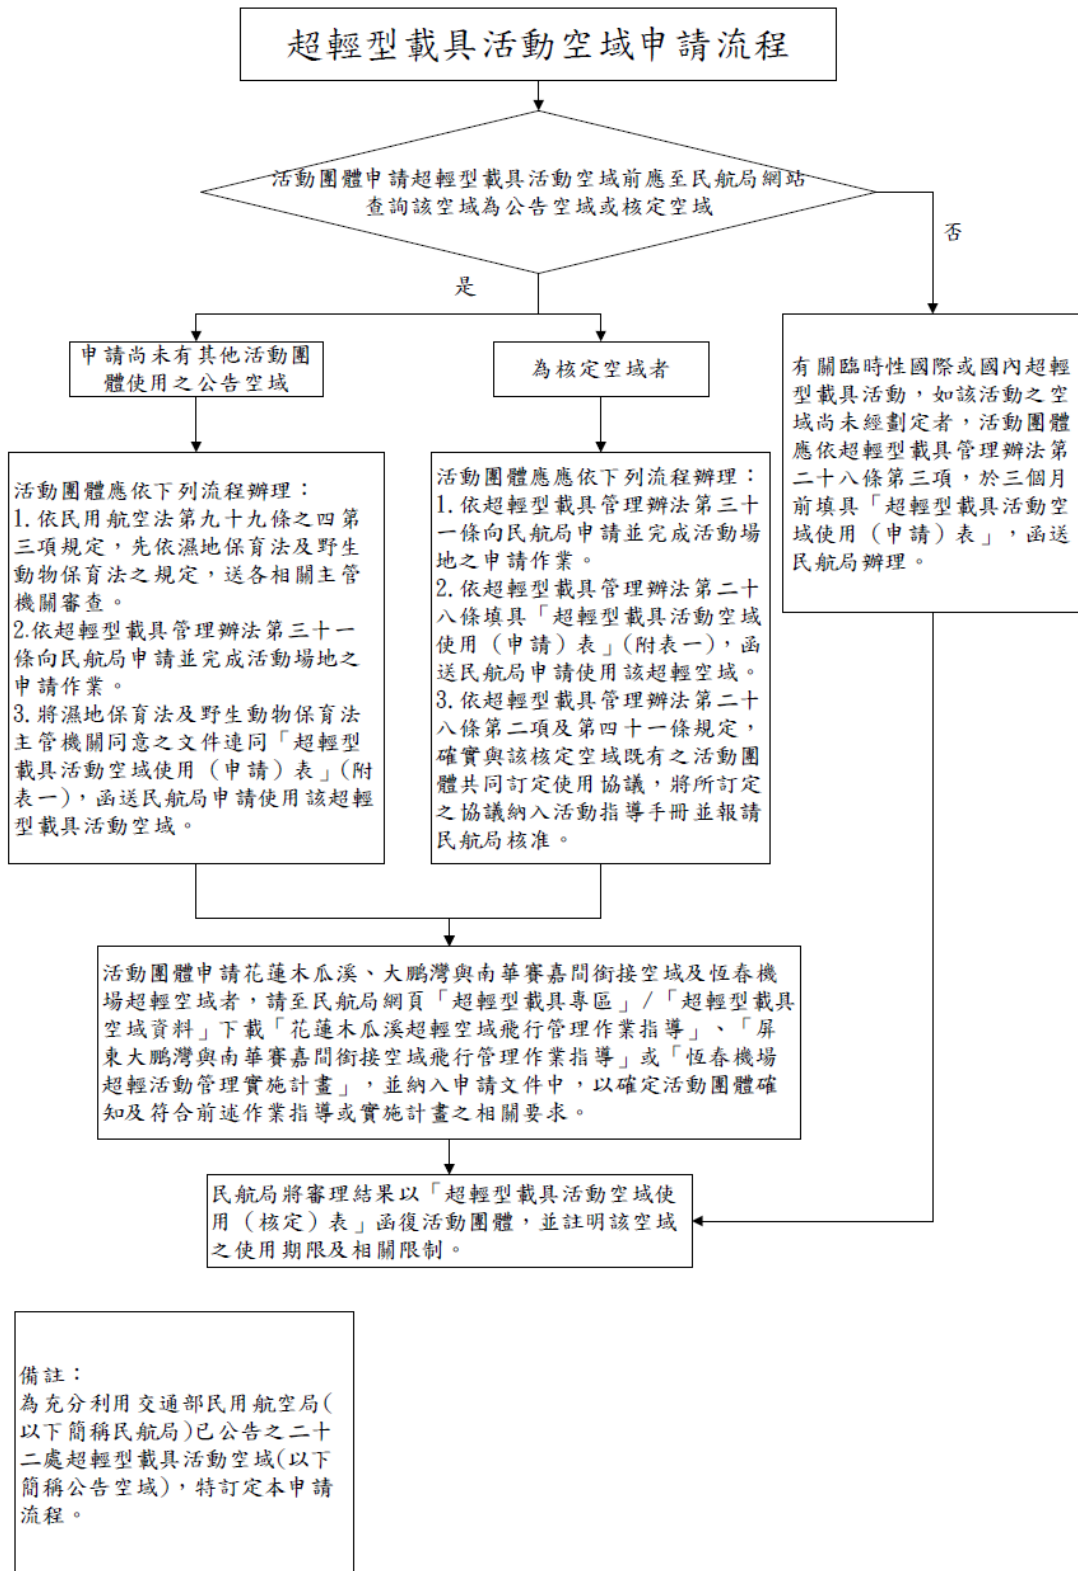 超輕型載具活動空域申請流程
活動團體申請超輕型載具活動空域前應至民航局網站
查詢該空域為公告空域或核定空域
否
是
申請尚未有其他活動團
體使用之公告空域
為核定空域者
有關臨時性國際或國內超輕
型載具活動，如該活動之空
域尚未經劃定者，活動團體
應依超輕型載具管理辦法第
二十八條第三項，於三個月
前填具「超輕型載具活動空
域使用（申請）表」，函送
民航局辦理。
活動團體應依下列流程辦理：
1.依民用航空法第九十九條之四第
三項規定，先依濕地保育法及野生
動物保育法之規定，送各相關主管
機關審查。
2.依超輕型載具管理辦法第三十一
條向民航局申請並完成活動場地之
申請作業。
3.將濕地保育法及野生動物保育法
主管機關同意之文件連同「超輕型
載具活動空域使用（申請）表」(附
表一)，函送民航局申請使用該超輕
型載具活動空域。
活動團體應應依下列流程辦理：
1.依超輕型載具管理辦法第三十
一條向民航局申請並完成活動場
地之申請作業。
2.依超輕型載具管理辦法第二十
八條填具「超輕型載具活動空域
使用（申請）表」(附表一)，函
送民航局申請使用該超輕空域。
3.依超輕型載具管理辦法第二十
八條第二項及第四十一條規定，
確實與該核定空域既有之活動團
體共同訂定使用協議，將所訂定
之協議納入活動指導手冊並報請
民航局核准。
活動團體申請花蓮木瓜溪、大鵬灣與南華賽嘉間銜接空域及恆春機
場超輕空域者，請至民航局網頁「超輕型載具專區」/「超輕型載具
空域資料」下載「花蓮木瓜溪超輕空域飛行管理作業指導」、「屏
東大鵬灣與南華賽嘉間銜接空域飛行管理作業指導」或「恆春機場
超輕活動管理實施計畫」，並納入申請文件中，以確定活動團體確
知及符合前述作業指導或實施計畫之相關要求。
民航局將審理結果以「超輕型載具活動空域使
用（核定）表」函復活動團體，並註明該空域
之使用期限及相關限制。
備註：
為充分利用交通部民用航空局(
以下簡稱民航局)已公告之二十
二處超輕型載具活動空域(以下
簡稱公告空域)，特訂定本申請
流程。